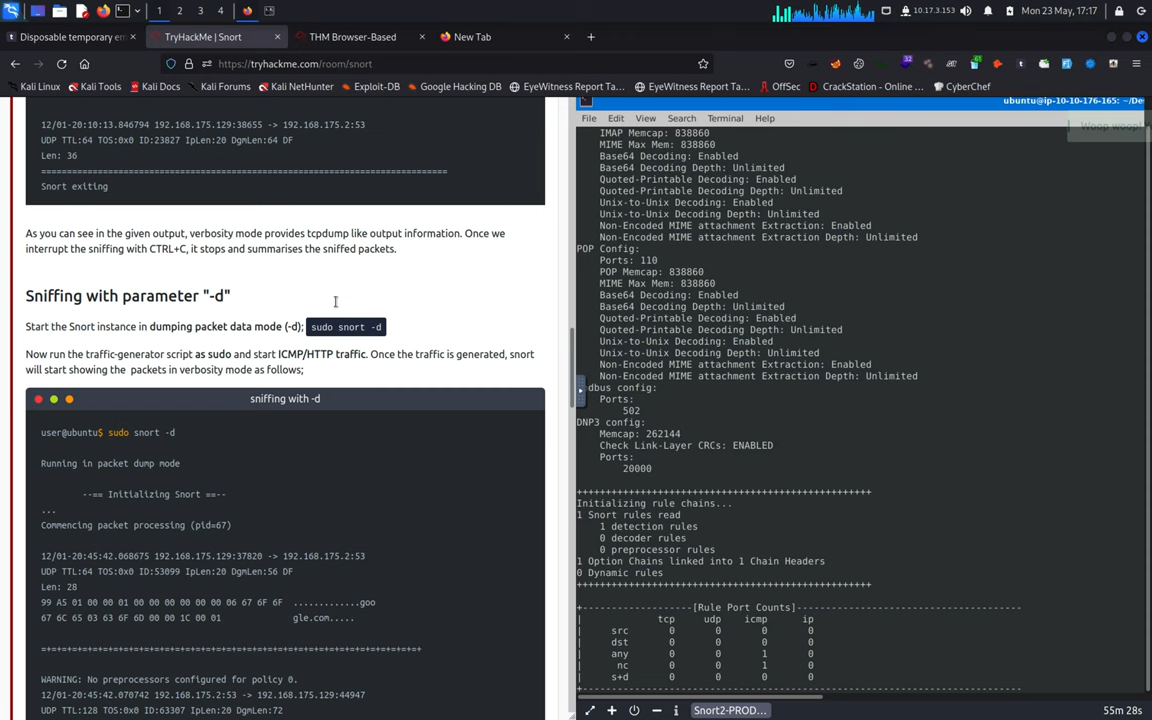 1
2
3
4
10.17.3.153
Mon 23 May, 17:17
Disposable temporary em
TryHackMe | Snort
THM Browser-Based
New Tab
https://tryhackme.com/room/snort
Kali Linux
Kali Tools
Kali Docs
Kali Forums
Kali NetHunter
Exploit-DB
Google Hacking DB
EyeWitness Report Ta...
EyeWitness Report Ta...
OffSec
CrackStation - Online ...
CyberChef
12/01-20:10:13.846794 192.168.175.129:38655 -> 192.168.175.2:53
UDP TTL:64 TOS:0x0 ID:23827 IpLen:20 DgmLen:64 DF
Len: 36
===============================================================================
Snort exiting
As you can see in the given output, verbosity mode provides tcpdump like output information. Once we
interrupt the sniffing with CTRL+C, it stops and summarises the sniffed packets.
Sniffing with parameter "-d"
Start the Snort instance in dumping packet data mode (-d); sudo snort -d
Now run the traffic-generator script as sudo and start ICMP/HTTP traffic. Once the traffic is generated, snort
will start showing the packets in verbosity mode as follows;
sniffing with -d
user@ubuntu$ sudo snort -d
Running in packet dump mode
--== Initializing Snort ==--
...
Commencing packet processing (pid=67)
12/01-20:45:42.068675 192.168.175.129:37820 -> 192.168.175.2:53
UDP TTL:64 TOS:0x0 ID:53099 IpLen:20 DgmLen:56 DF
Len: 28
99 A5 01 00 00 01 00 00 00 00 00 00 06 67 6F 6F .............goo
67 6C 65 03 63 6F 6D 00 00 1C 00 01 gle.com.....
=+=+=+=+=+=+=+=+=+=+=+=+=+=+=+=+=+=+=+=+=+=+=+=+=+=+=+=+=+=+=+=+=+=+=+=+=+
WARNING: No preprocessors configured for policy 0.
12/01-20:45:42.070742 192.168.175.2:53 -> 192.168.175.129:44947
UDP TTL:128 TOS:0x0 ID:63307 IpLen:20 DgmLen:72
ubuntu@ip-10-10-176-165: ~/De
File Edit View Search Terminal Help
Woop woop!
IMAP Memcap: 838860
MIME Max Mem: 838860
Base64 Decoding: Enabled
Base64 Decoding Depth: Unlimited
Quoted-Printable Decoding: Enabled
Quoted-Printable Decoding Depth: Unlimited
Unix-to-Unix Decoding: Enabled
Unix-to-Unix Decoding Depth: Unlimited
Non-Encoded MIME attachment Extraction: Enabled
Non-Encoded MIME attachment Extraction Depth: Unlimited
POP Config:
Ports: 110
POP Memcap: 838860
MIME Max Mem: 838860
Base64 Decoding: Enabled
Base64 Decoding Depth: Unlimited
Quoted-Printable Decoding: Enabled
Quoted-Printable Decoding Depth: Unlimited
Unix-to-Unix Decoding: Enabled
Unix-to-Unix Decoding Depth: Unlimited
Non-Encoded MIME attachment Extraction: Enabled
Non-Encoded MIME attachment Extraction Depth: Unlimited
dbus config:
Ports:
502
DNP3 config:
Memcap: 262144
Check Link-Layer CRCs: ENABLED
Ports:
20000
+++++++++++++++++++++++++++++++++++++++++++++++++++
Initializing rule chains...
1 Snort rules read
1 detection rules
0 decoder rules
0 preprocessor rules
1 Option Chains linked into 1 Chain Headers
0 Dynamic rules
+++++++++++++++++++++++++++++++++++++++++++++++++++
+-------------------[Rule Port Counts]---------------------------------------
| tcp udp icmp ip
| src 0 0 0 0
| dst 0 0 0 0
| any 0 0 1 0
| nc 0 0 1 0
| s+d 0 0 0 0
+----------------------------------------------------------------------------
Snort2-PROD...
55m 28s